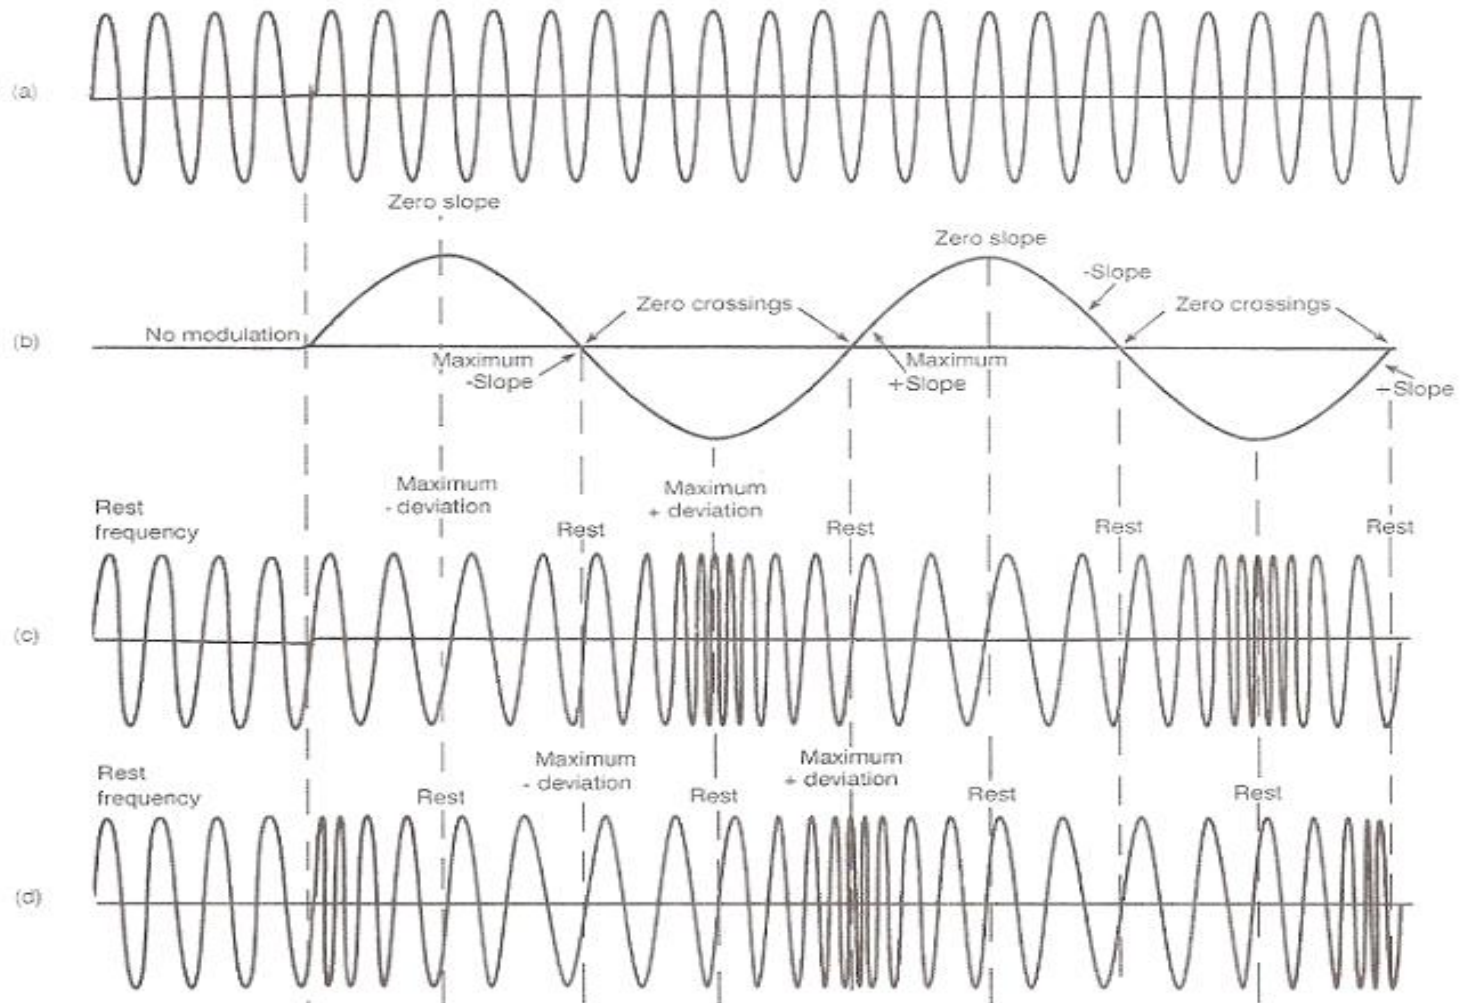 (a)
Zero slope
Zero slope
-Slope
Zero crossings
Zero crossings
No modulation
(b)
Maximum
-Slope
Maximum
+Slope
-Slope
Maximum
- deviation
Maximum
+ deviation
Rest
frequency
Rest
Rest
Rest
Rest
(c)
Maximum
- deviation
Maximum
+ deviation
Rest
frequency
Rest
Rest
Rest
Rest
(d)